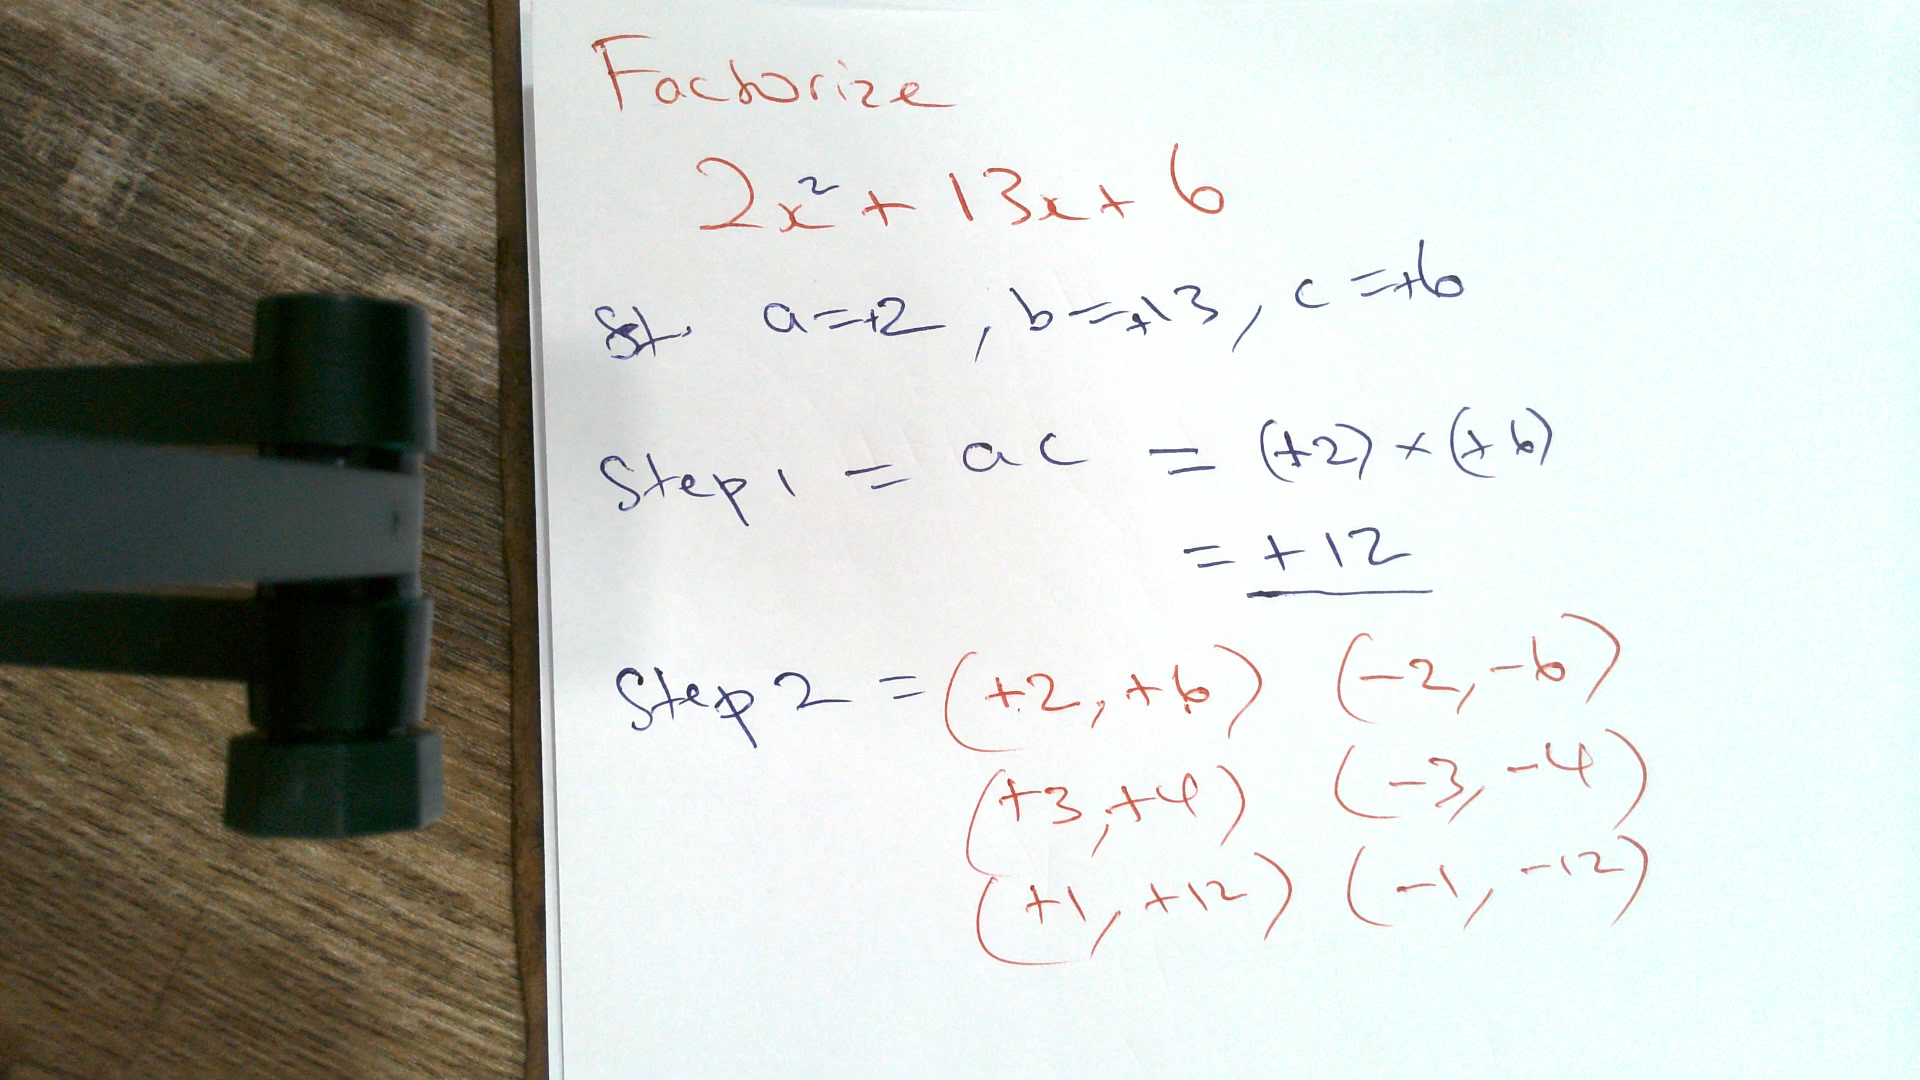 Factorize
2x² + 13x + 6
St. a=+2, b=+13, c=+6
Step 1 = ac = (+2) × (+6)
= +12
Step 2 = (+2, +6) (-2, -6)
(+3, +4) (-3, -4)
(+1, +12) (-1, -12)